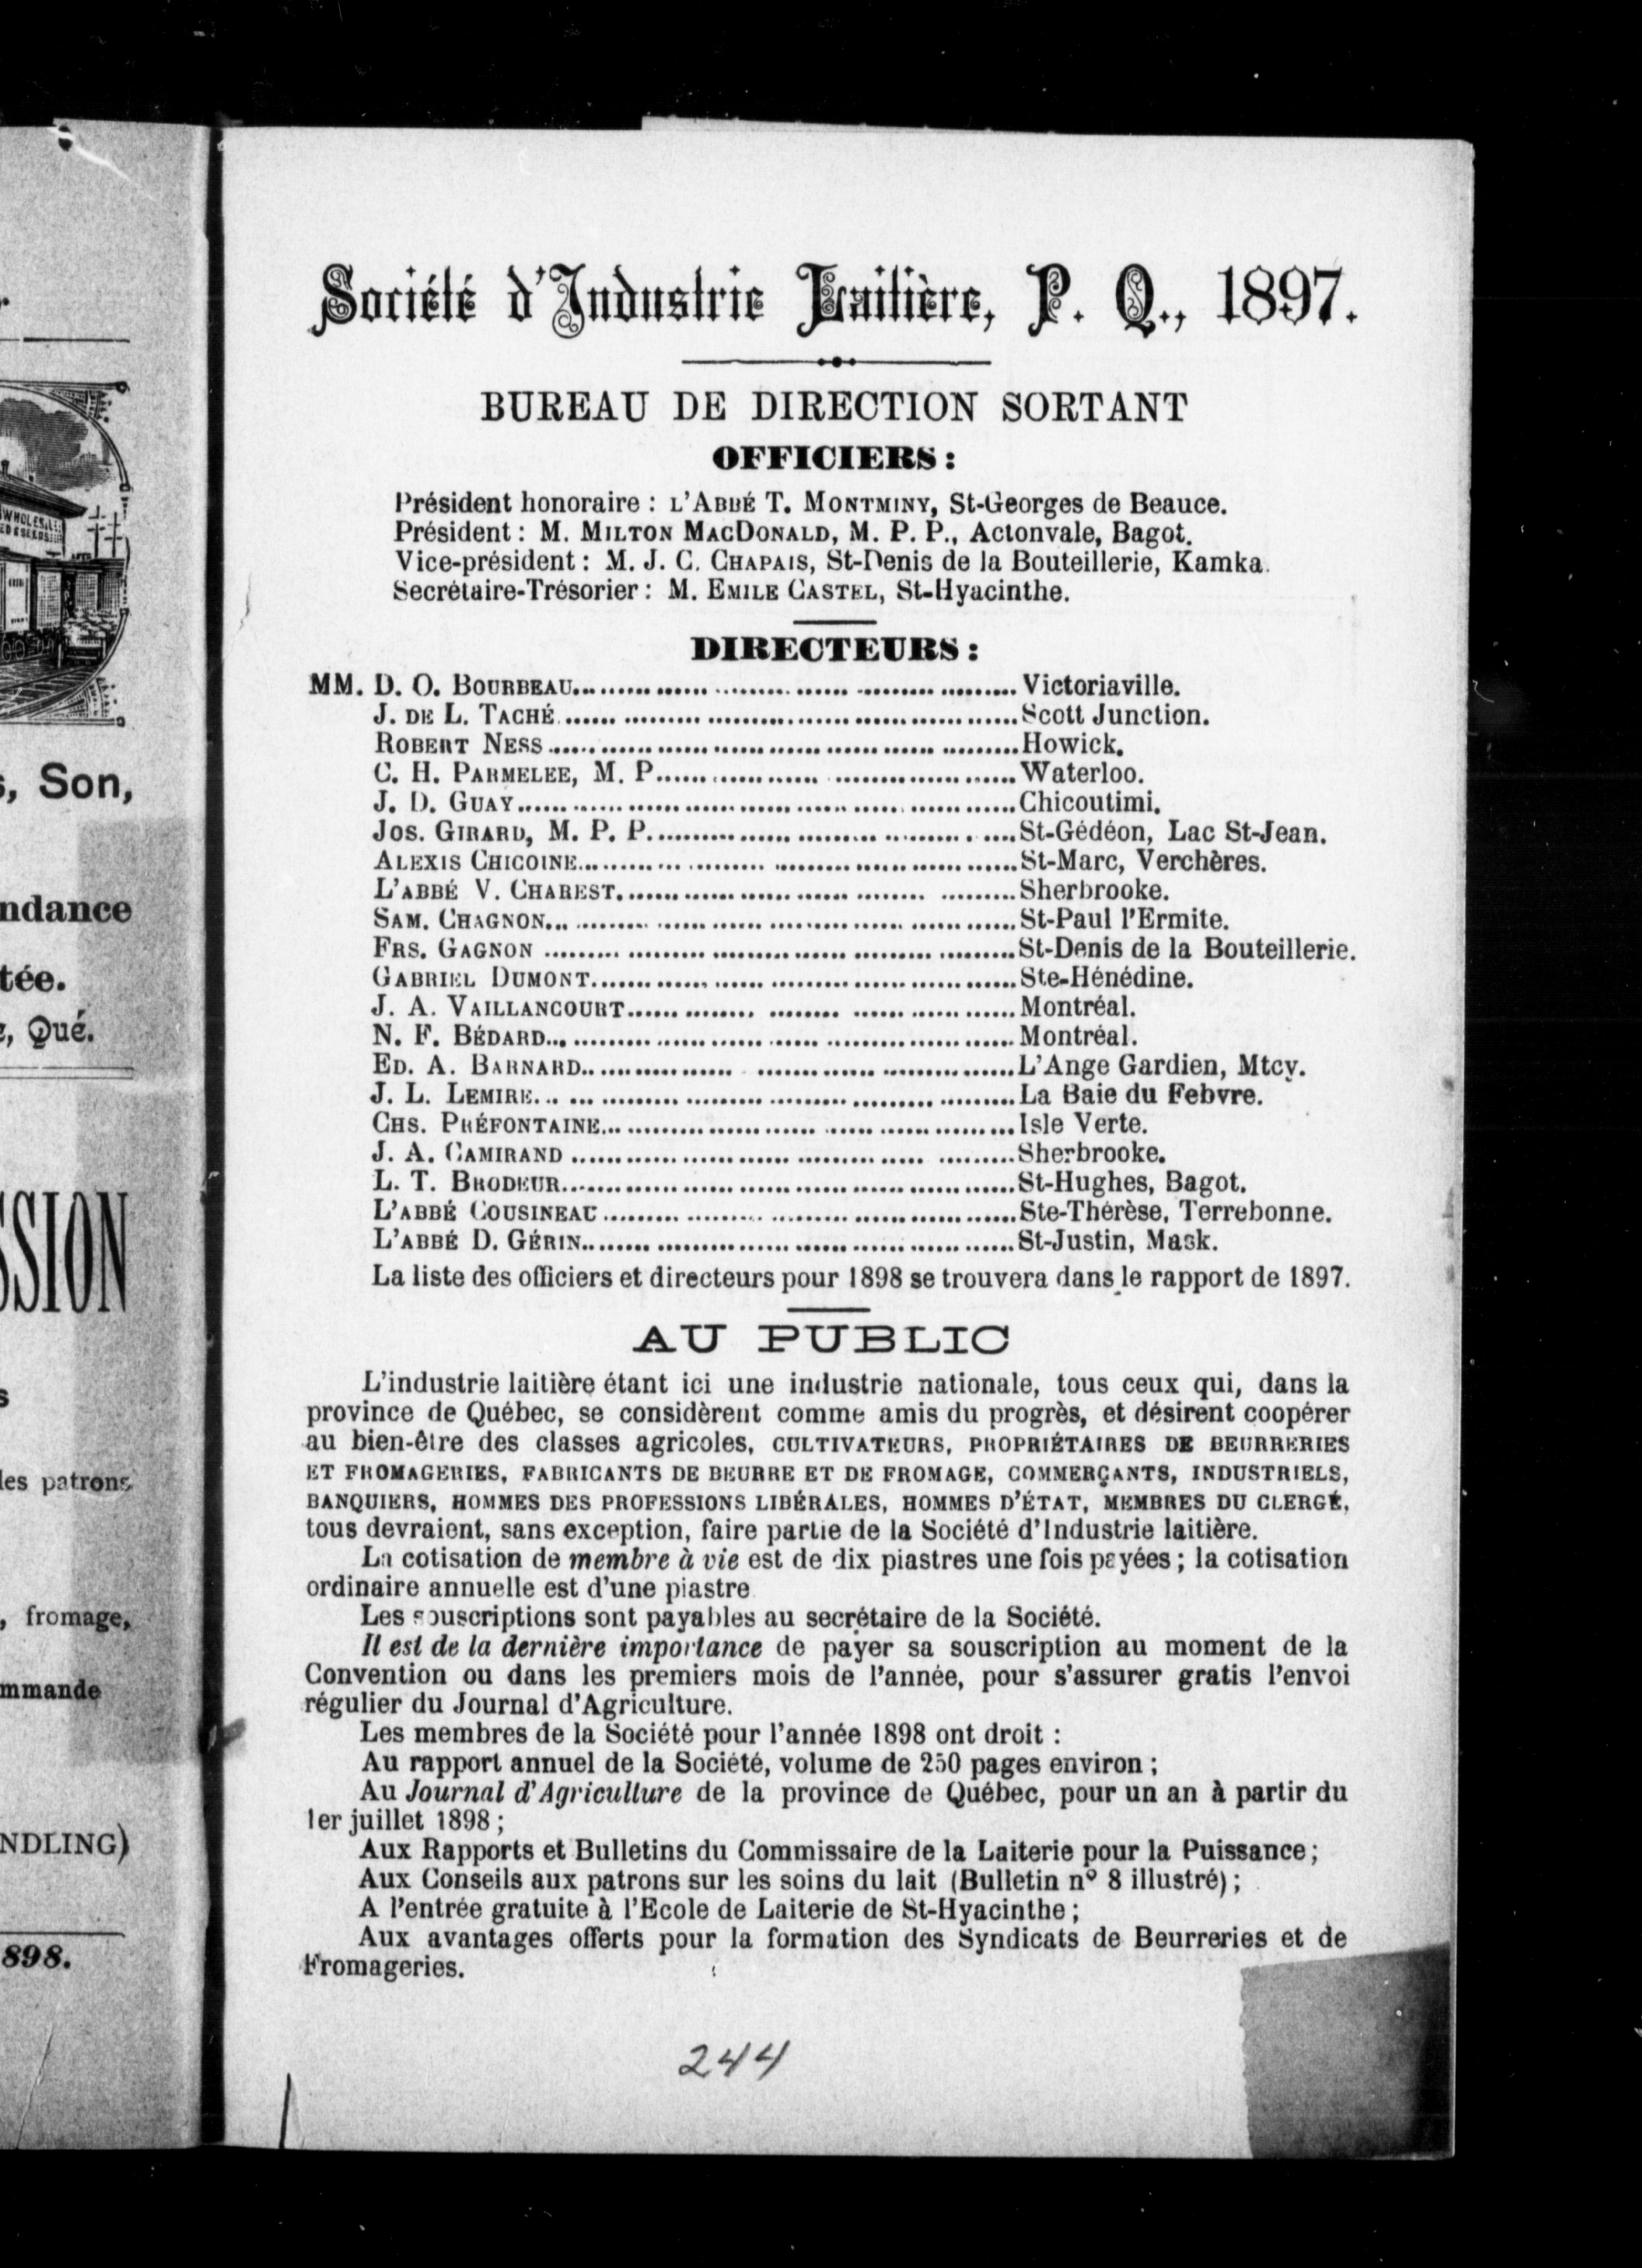 s, Son,
ndance
tée.
Qué.
SSION
les patrons
, fromage,
mmande
NDLING)
898.
Société d'Industrie Laitière, P. Q., 1897.
BUREAU DE DIRECTION SORTANT
OFFICIERS :
Président honoraire : L'ABBÉ T. MONTMINY, St-Georges de Beauce.
Président : M. MILTON MACDONALD, M. P. P., Actonvale, Bagot.
Vice-président : M. J. C. CHAPAIS, St-Denis de la Bouteillerie, Kamka.
Secrétaire-Trésorier : M. EMILE CASTEL, St-Hyacinthe.
DIRECTEURS :
MM. D. O. BOURBEAU........ Victoriaville.
J. DE L. TACHÉ........ Scott Junction.
ROBERT NESS........ Howick.
C. H. PARMELEE, M. P........ Waterloo.
J. D. GUAY........ Chicoutimi.
JOS. GIRARD, M. P. P........ St-Gédéon, Lac St-Jean.
ALEXIS CHICOINE........ St-Marc, Verchères.
L'ABBÉ V. CHAREST........ Sherbrooke.
SAM. CHAGNON........ St-Paul l'Ermite.
FRS. GAGNON........ St-Denis de la Bouteillerie.
GABRIEL DUMONT........ Ste-Hénédine.
J. A. VAILLANCOURT........ Montréal.
N. F. BÉDARD........ Montréal.
ED. A. BARNARD........ L'Ange Gardien, Mtcy.
J. L. LEMIRE........ La Baie du Febvre.
CHS. PRÉFONTAINE........ Isle Verte.
J. A. CAMIRAND........ Sherbrooke.
L. T. BRODEUR........ St-Hughes, Bagot.
L'ABBÉ COUSINEAU........ Ste-Thérèse, Terrebonne.
L'ABBÉ D. GÉRIN........ St-Justin, Mask.
La liste des officiers et directeurs pour 1898 se trouvera dans le rapport de 1897.
AU PUBLIC
L'industrie laitière étant ici une industrie nationale, tous ceux qui, dans la
province de Québec, se considèrent comme amis du progrès, et désirent coopérer
au bien-être des classes agricoles, CULTIVATEURS, PROPRIÉTAIRES DE BEURRERIES
ET FROMAGERIES, FABRICANTS DE BEURRE ET DE FROMAGE, COMMERÇANTS, INDUSTRIELS,
BANQUIERS, HOMMES DES PROFESSIONS LIBÉRALES, HOMMES D'ÉTAT, MEMBRES DU CLERGÉ,
tous devraient, sans exception, faire partie de la Société d'Industrie laitière.
La cotisation de membre à vie est de dix piastres une fois payées ; la cotisation
ordinaire annuelle est d'une piastre
Les souscriptions sont payables au secrétaire de la Société.
Il est de la dernière importance de payer sa souscription au moment de la
Convention ou dans les premiers mois de l'année, pour s'assurer gratis l'envoi
régulier du Journal d'Agriculture.
Les membres de la Société pour l'année 1898 ont droit :
Au rapport annuel de la Société, volume de 250 pages environ ;
Au Journal d'Agriculture de la province de Québec, pour un an à partir du
1er juillet 1898 ;
Aux Rapports et Bulletins du Commissaire de la Laiterie pour la Puissance ;
Aux Conseils aux patrons sur les soins du lait (Bulletin nº 8 illustré) ;
A l'entrée gratuite à l'Ecole de Laiterie de St-Hyacinthe ;
Aux avantages offerts pour la formation des Syndicats de Beurreries et de
Fromageries.
244